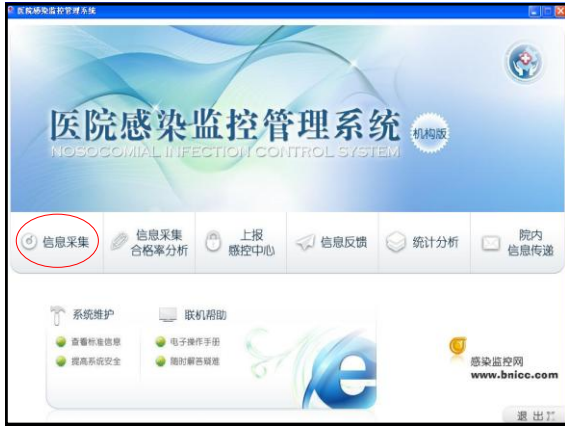 医院感染监控管理系统
医院感染监控管理系统 机构版
NOSOCOMIAL INFECTION CONTROL SYSTEM
信息采集
信息采集
合格率分析
上报
感控中心
信息反馈
统计分析
院内
信息传递
系统维护
联机帮助
查看标准信息
电子操作手册
提高系统安全
随时解答疑难
感染监控网
www.bnicc.com
退出